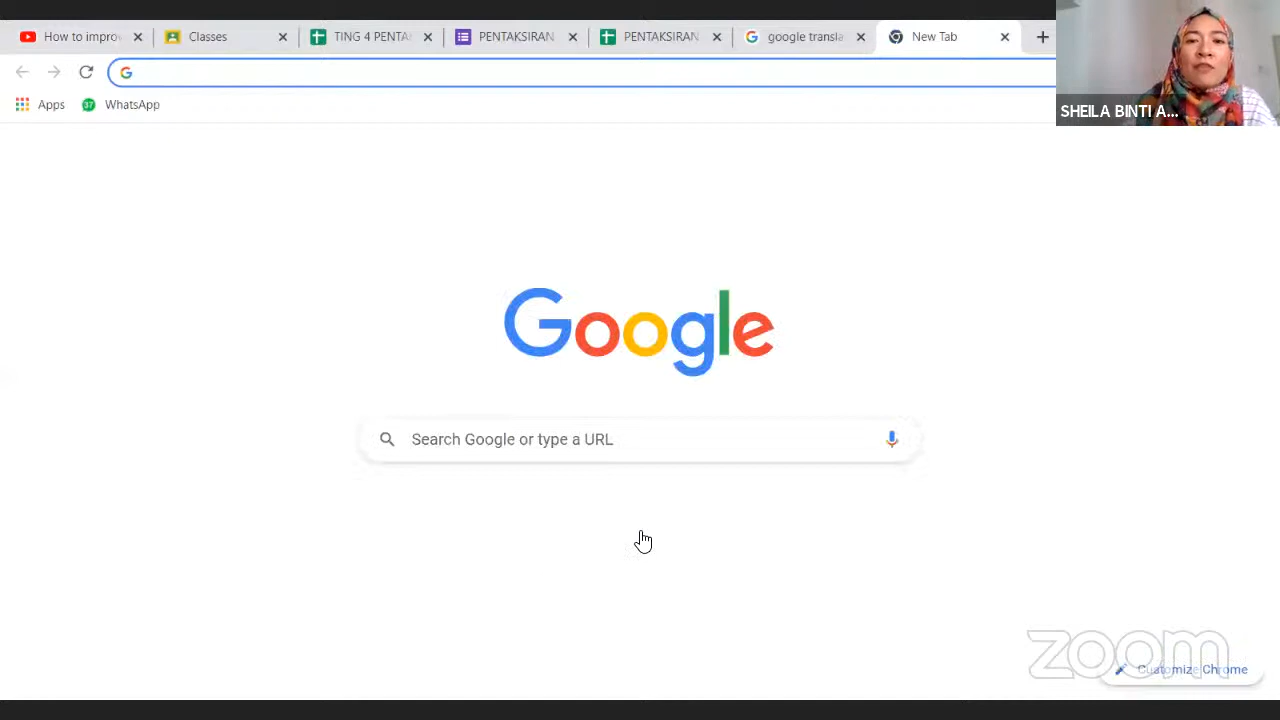 How to impro
Classes
TING 4 PENTA
PENTAKSIRAN
PENTAKSIRAN
google transla
New Tab
Apps
37
WhatsApp
SHEILA BINTI A...
Google
Search Google or type a URL
zoom
Customize Chrome